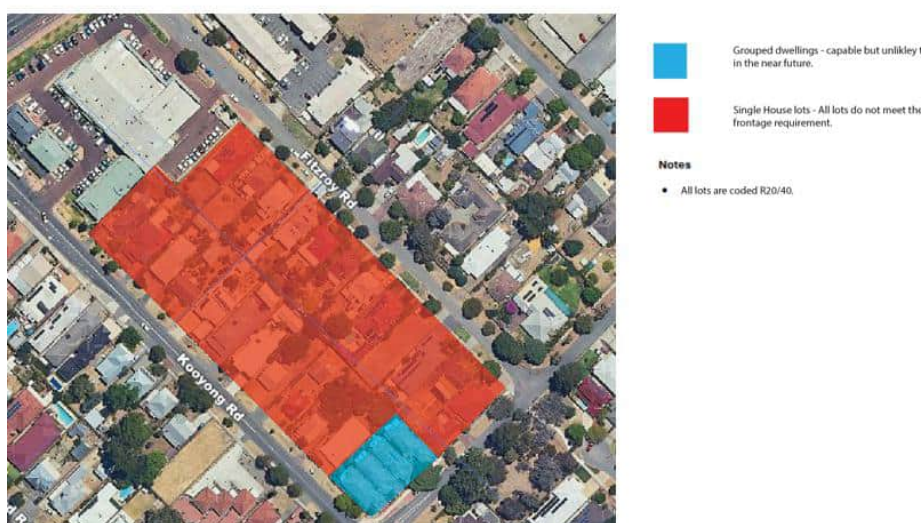 Grouped dwellings - capable but unlikley t
in the near future.
Single House lots - All lots do not meet the
frontage requirement.
Notes
• All lots are coded R20/40.
Fitzroy Rd
Kooyong Rd
d R